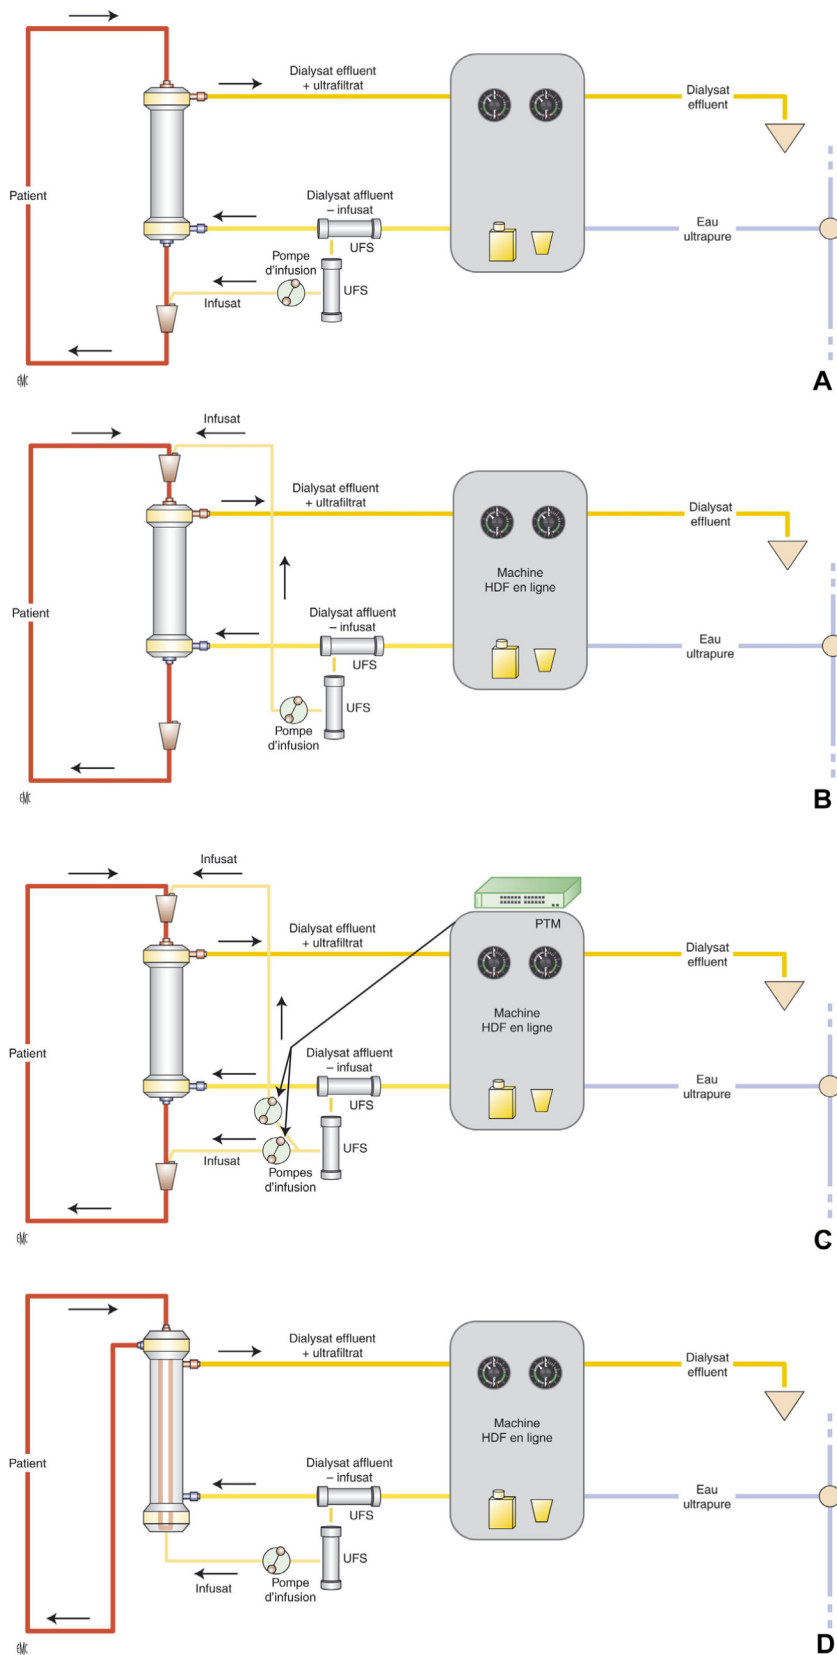 Dialysat effluent
+ ultrafiltrat
Dialysat
effluent
Patient
Dialysat affluent
– infusat
UFS
Eau
ultrapure
Pompe
d'infusion
UFS
Infusat
EMC
A
Infusat
Dialysat effluent
+ ultrafiltrat
Dialysat
effluent
Machine
HDF en ligne
Patient
Dialysat affluent
– infusat
UFS
Eau
ultrapure
UFS
Pompe
d'infusion
EMC
B
Infusat
PTM
Dialysat effluent
+ ultrafiltrat
Dialysat
effluent
Machine
HDF en ligne
Patient
Dialysat affluent
– infusat
UFS
Eau
ultrapure
UFS
Infusat
Pompes
d'infusion
EMC
C
Dialysat effluent
+ ultrafiltrat
Dialysat
effluent
Machine
HDF en ligne
Patient
Dialysat affluent
– infusat
UFS
Eau
ultrapure
UFS
Infusat
Pompe
d'infusion
EMC
D